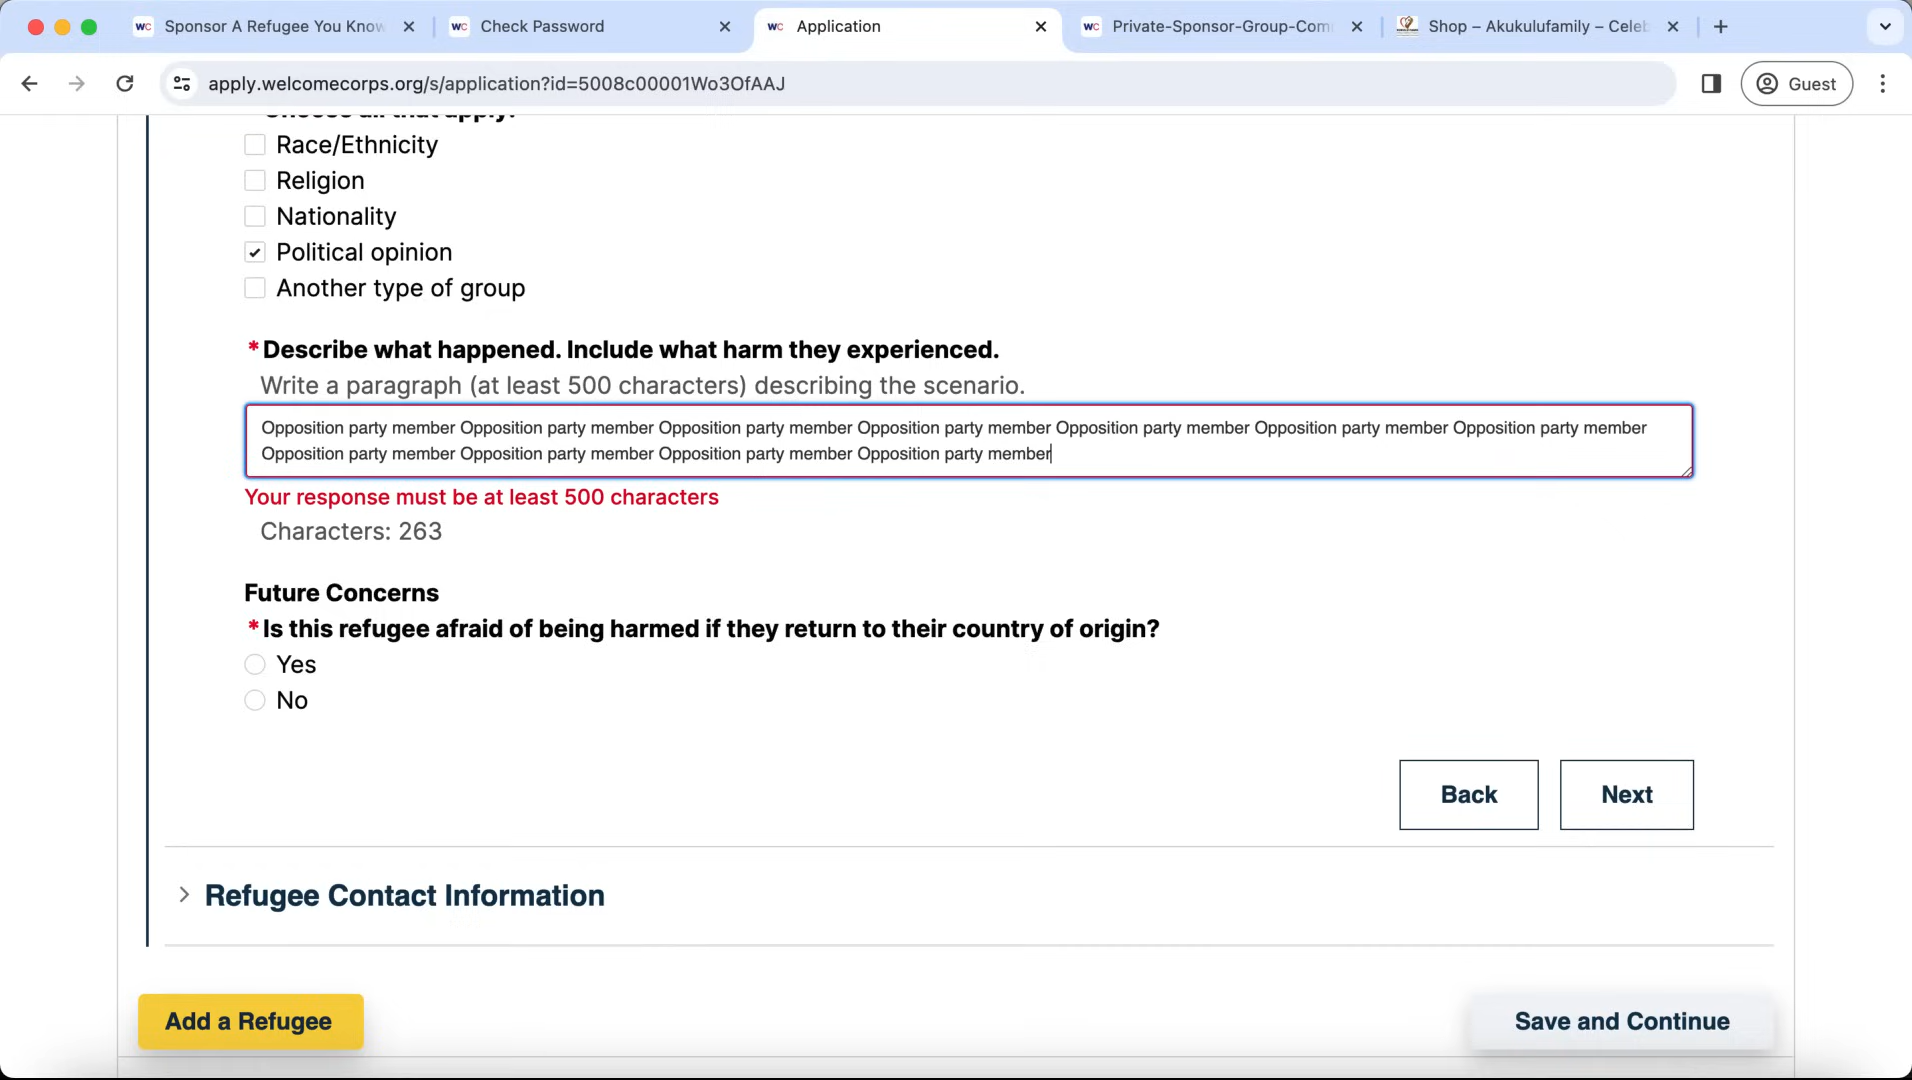 Sponsor A Refugee You Know
Check Password
Application
Private-Sponsor-Group-Com
Shop – Akukulufamily – Celeb
apply.welcomecorps.org/s/application?id=5008c00001Wo3OfAAJ
Guest
Choose all that apply:
Race/Ethnicity
Religion
Nationality
Political opinion
Another type of group
*Describe what happened. Include what harm they experienced.
Write a paragraph (at least 500 characters) describing the scenario.
Opposition party member Opposition party member Opposition party member Opposition party member Opposition party member Opposition party member Opposition party member
Opposition party member Opposition party member Opposition party member Opposition party member
Your response must be at least 500 characters
Characters: 263
Future Concerns
*Is this refugee afraid of being harmed if they return to their country of origin?
Yes
No
Back
Next
Refugee Contact Information
Add a Refugee
Save and Continue